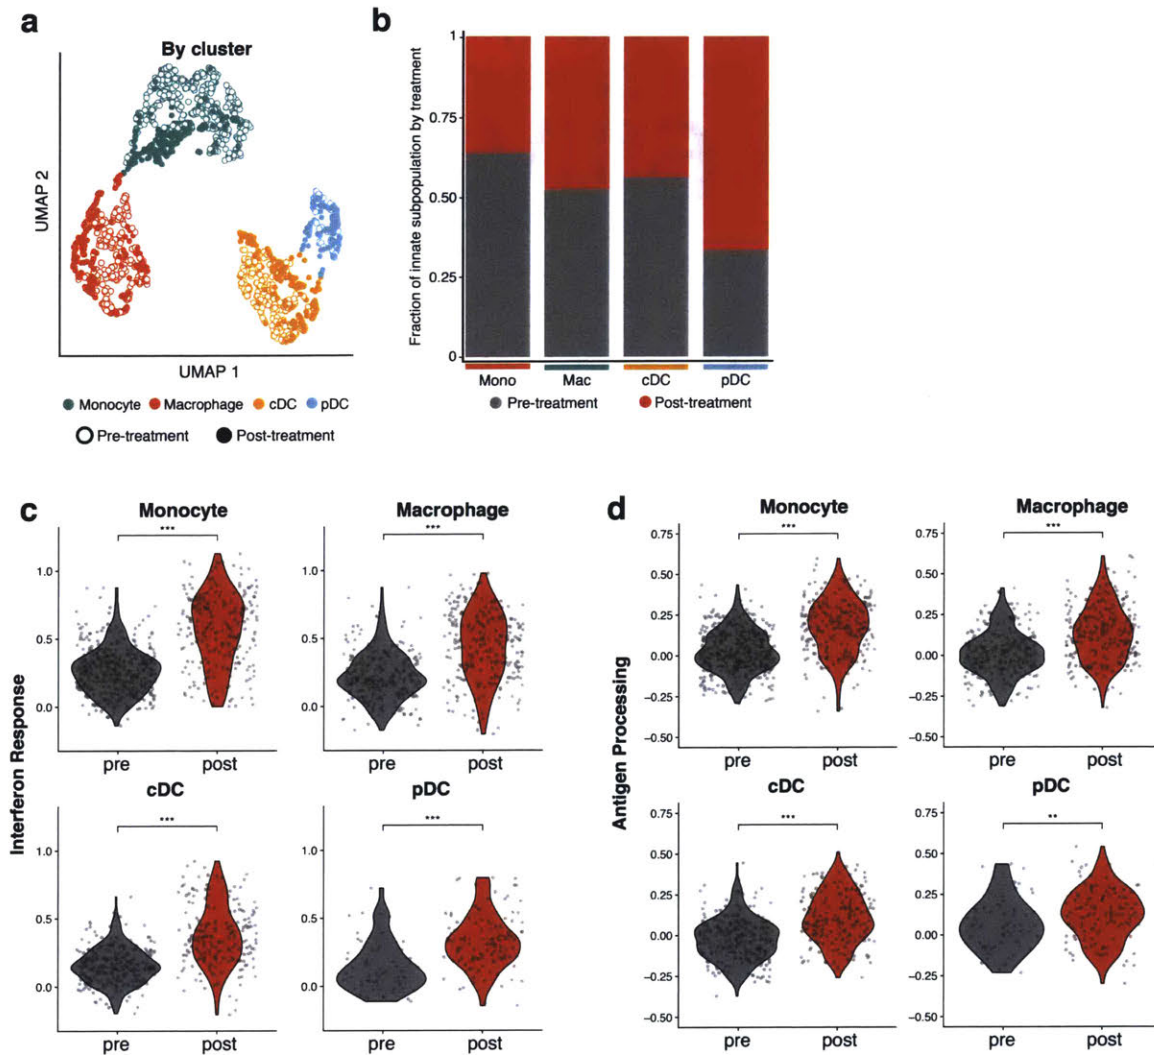 a
By cluster
UMAP 2
UMAP 1
Monocyte Macrophage cDC pDC
Pre-treatment Post-treatment
b
Fraction of innate subpopulation by treatment
1
0.75
0.50
0.25
0
Mono Mac cDC pDC
Pre-treatment Post-treatment
c
Interferon Response
Monocyte
***
1.0
0.5
0.0
pre post
Macrophage
***
1.0
0.5
0.0
pre post
cDC
***
1.0
0.5
0.0
pre post
pDC
***
1.0
0.5
0.0
pre post
d
Antigen Processing
Monocyte
***
0.75
0.50
0.25
0.00
−0.25
−0.50
pre post
Macrophage
***
0.75
0.50
0.25
0.00
−0.25
−0.50
pre post
cDC
***
0.75
0.50
0.25
0.00
−0.25
−0.50
pre post
pDC
**
0.75
0.50
0.25
0.00
−0.25
−0.50
pre post